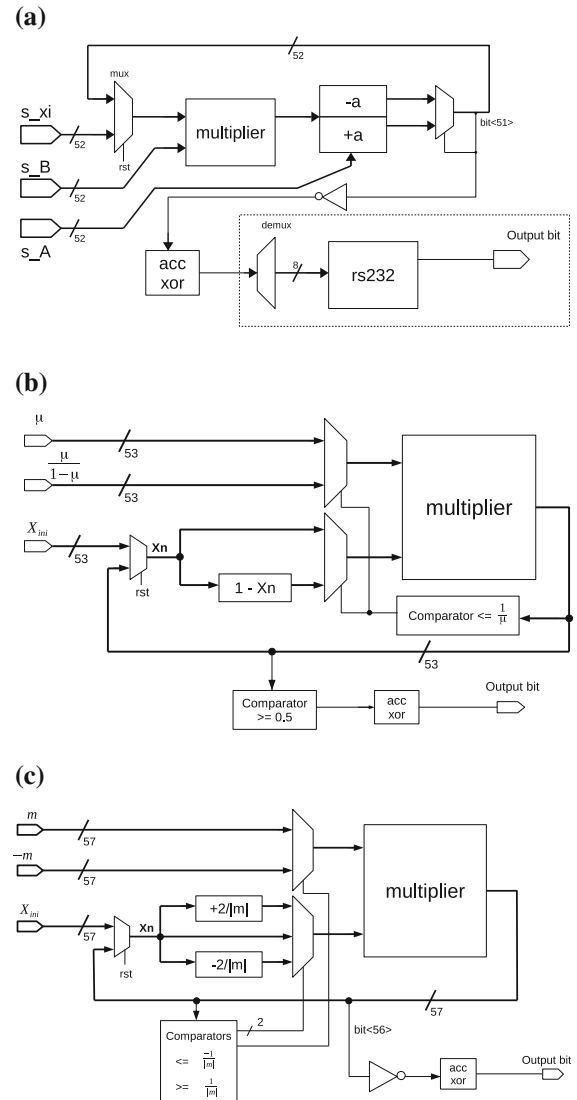 (a)
52
mux
s_xi
52
rst
multiplier
-a
+a
bit<51>
s_B
52
s_A
52
acc
xor
demux
8
rs232
Output bit
(b)
μ
53
μ
1−μ
53
X_ini
53
Xn
rst
1 - Xn
multiplier
Comparator <= 1/μ
53
Comparator
>= 0.5
acc
xor
Output bit
(c)
m
57
−m
57
X_ini
57
Xn
rst
+2/|m|
-2/|m|
multiplier
57
2
Comparators
<= -1/|m|
>= 1/|m|
bit<56>
acc
xor
Output bit